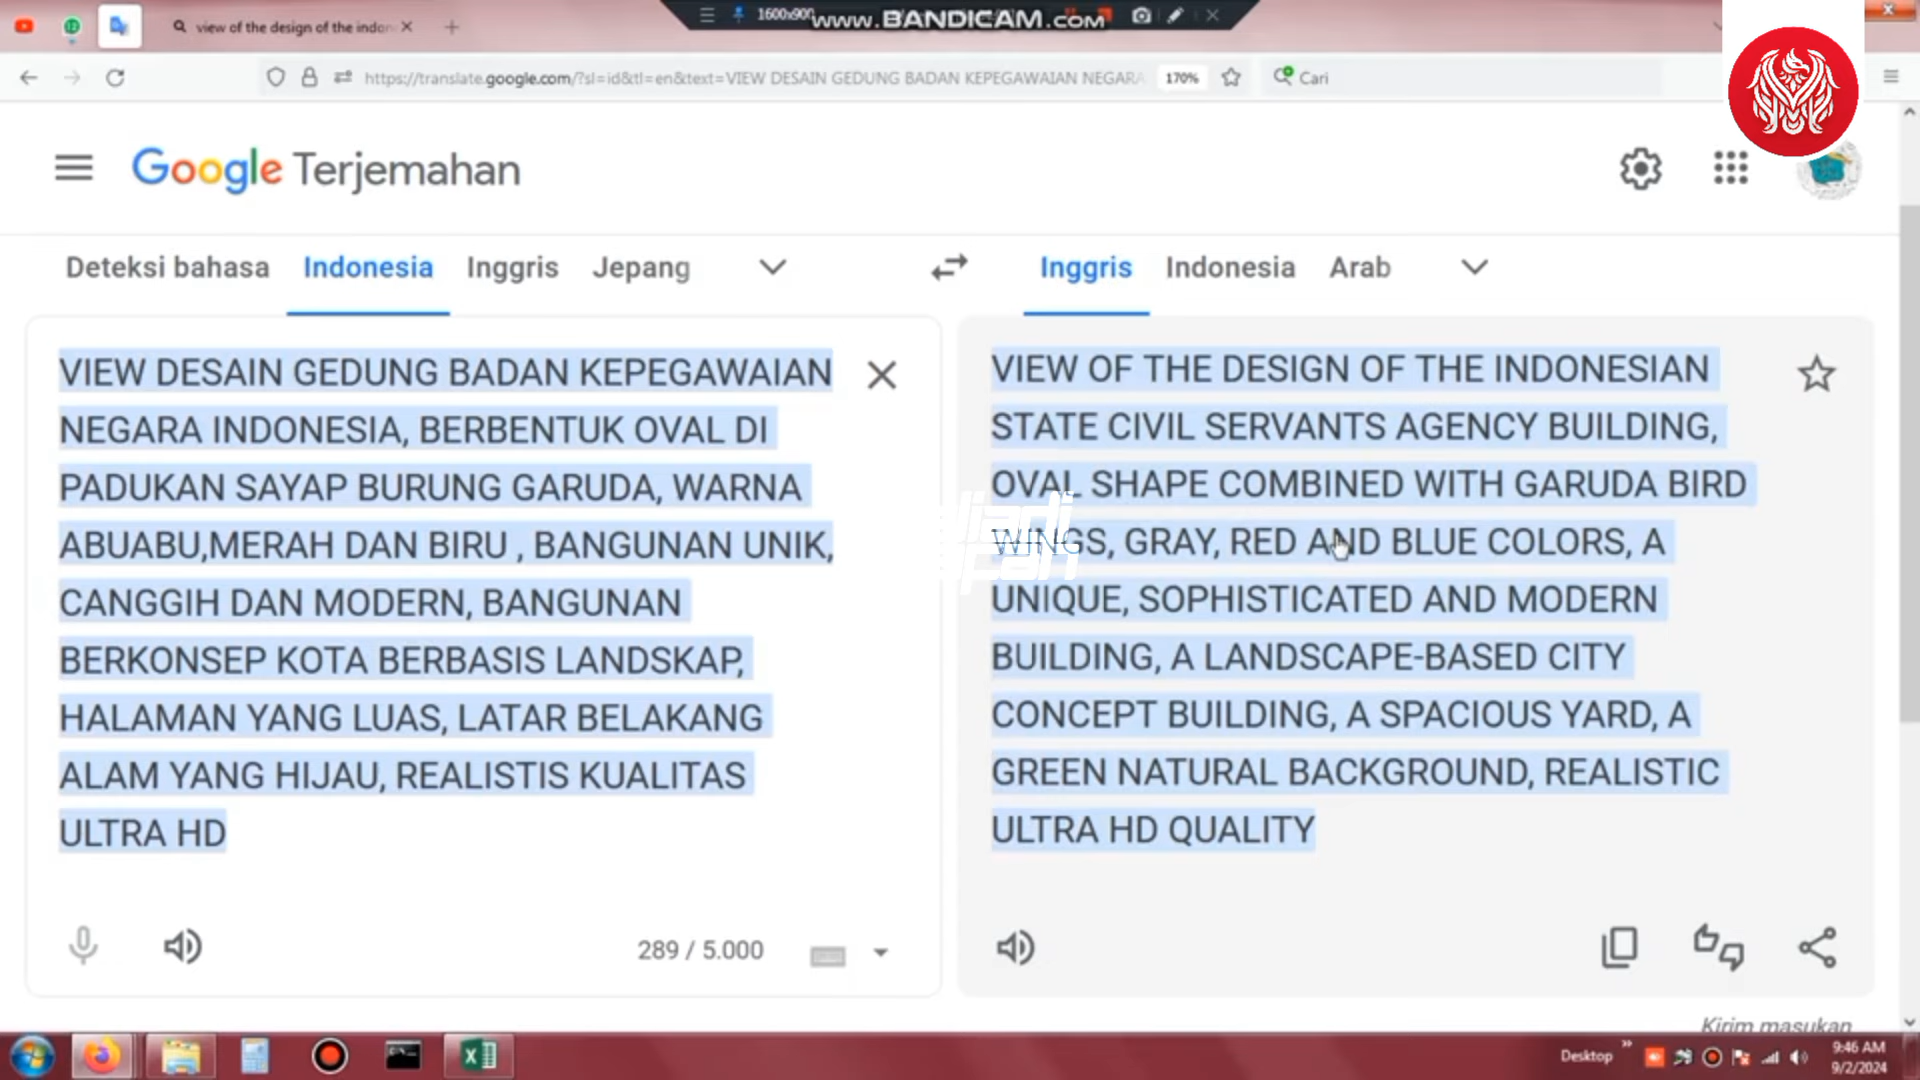 1600x900
www.BANDICAM.com
view of the design of the indon
https://translate.google.com/?sl=id&tl=en&text=VIEW DESAIN GEDUNG BADAN KEPEGAWAIAN NEGARA
170%
Cari
Google Terjemahan
Deteksi bahasa
Indonesia
Inggris
Jepang
Inggris
Indonesia
Arab
VIEW DESAIN GEDUNG BADAN KEPEGAWAIAN
NEGARA INDONESIA, BERBENTUK OVAL DI
PADUKAN SAYAP BURUNG GARUDA, WARNA
ABUABU,MERAH DAN BIRU , BANGUNAN UNIK,
CANGGIH DAN MODERN, BANGUNAN
BERKONSEP KOTA BERBASIS LANDSKAP,
HALAMAN YANG LUAS, LATAR BELAKANG
ALAM YANG HIJAU, REALISTIS KUALITAS
ULTRA HD
289 / 5.000
VIEW OF THE DESIGN OF THE INDONESIAN
STATE CIVIL SERVANTS AGENCY BUILDING,
OVAL SHAPE COMBINED WITH GARUDA BIRD
WINGS, GRAY, RED AND BLUE COLORS, A
UNIQUE, SOPHISTICATED AND MODERN
BUILDING, A LANDSCAPE-BASED CITY
CONCEPT BUILDING, A SPACIOUS YARD, A
GREEN NATURAL BACKGROUND, REALISTIC
ULTRA HD QUALITY
Kirim masukan
Desktop
9:46 AM
9/2/2024